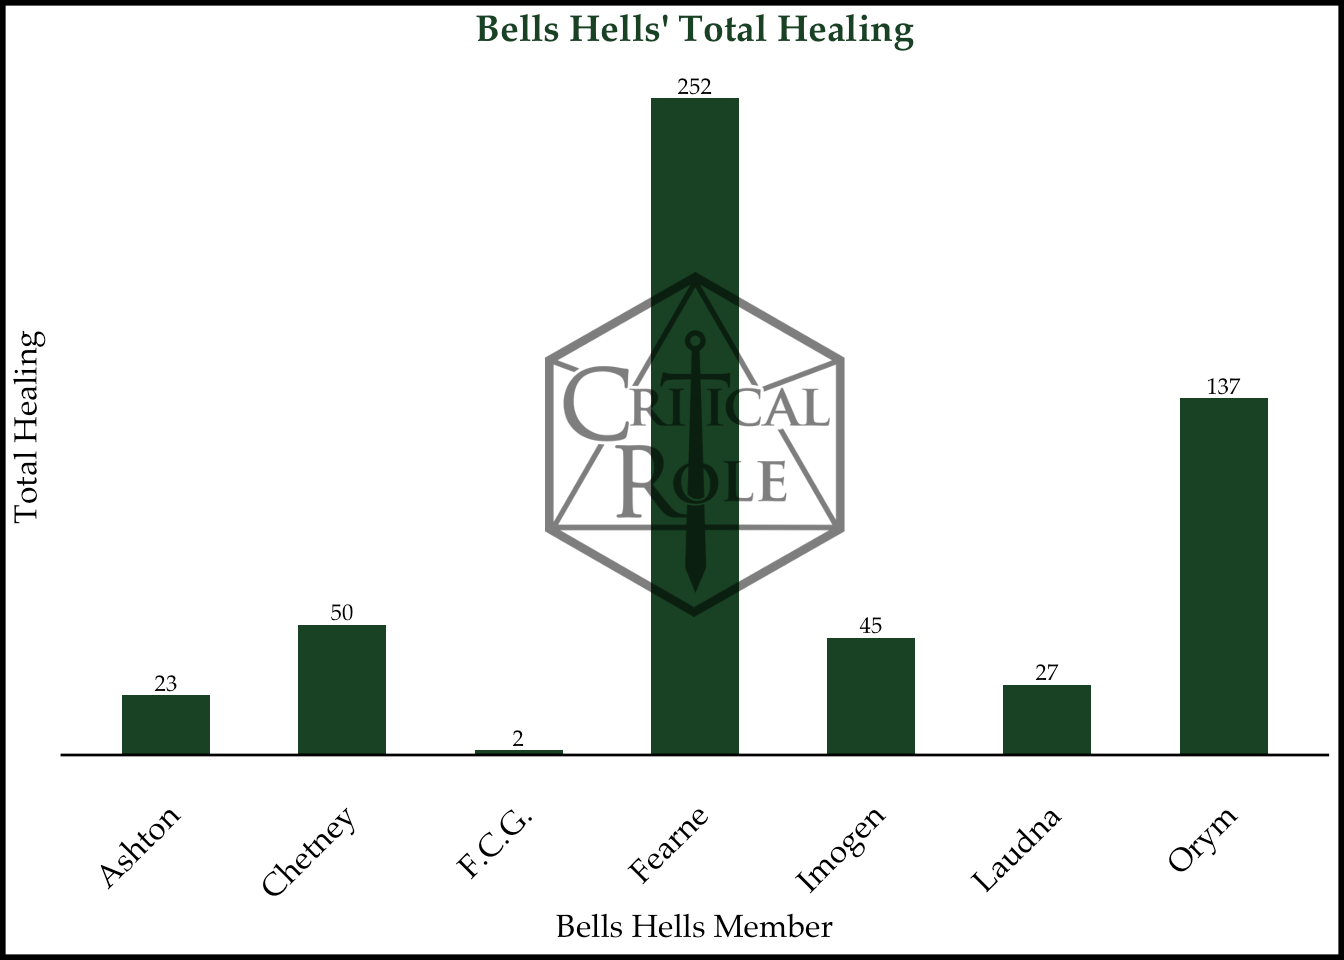 Bells Hells' Total Healing
252
137
50
45
27
23
2
Total Healing
CRITICAL
ROLE
Ashton
Chetney
F.C.G.
Fearne
Imogen
Laudna
Orym
Bells Hells Member